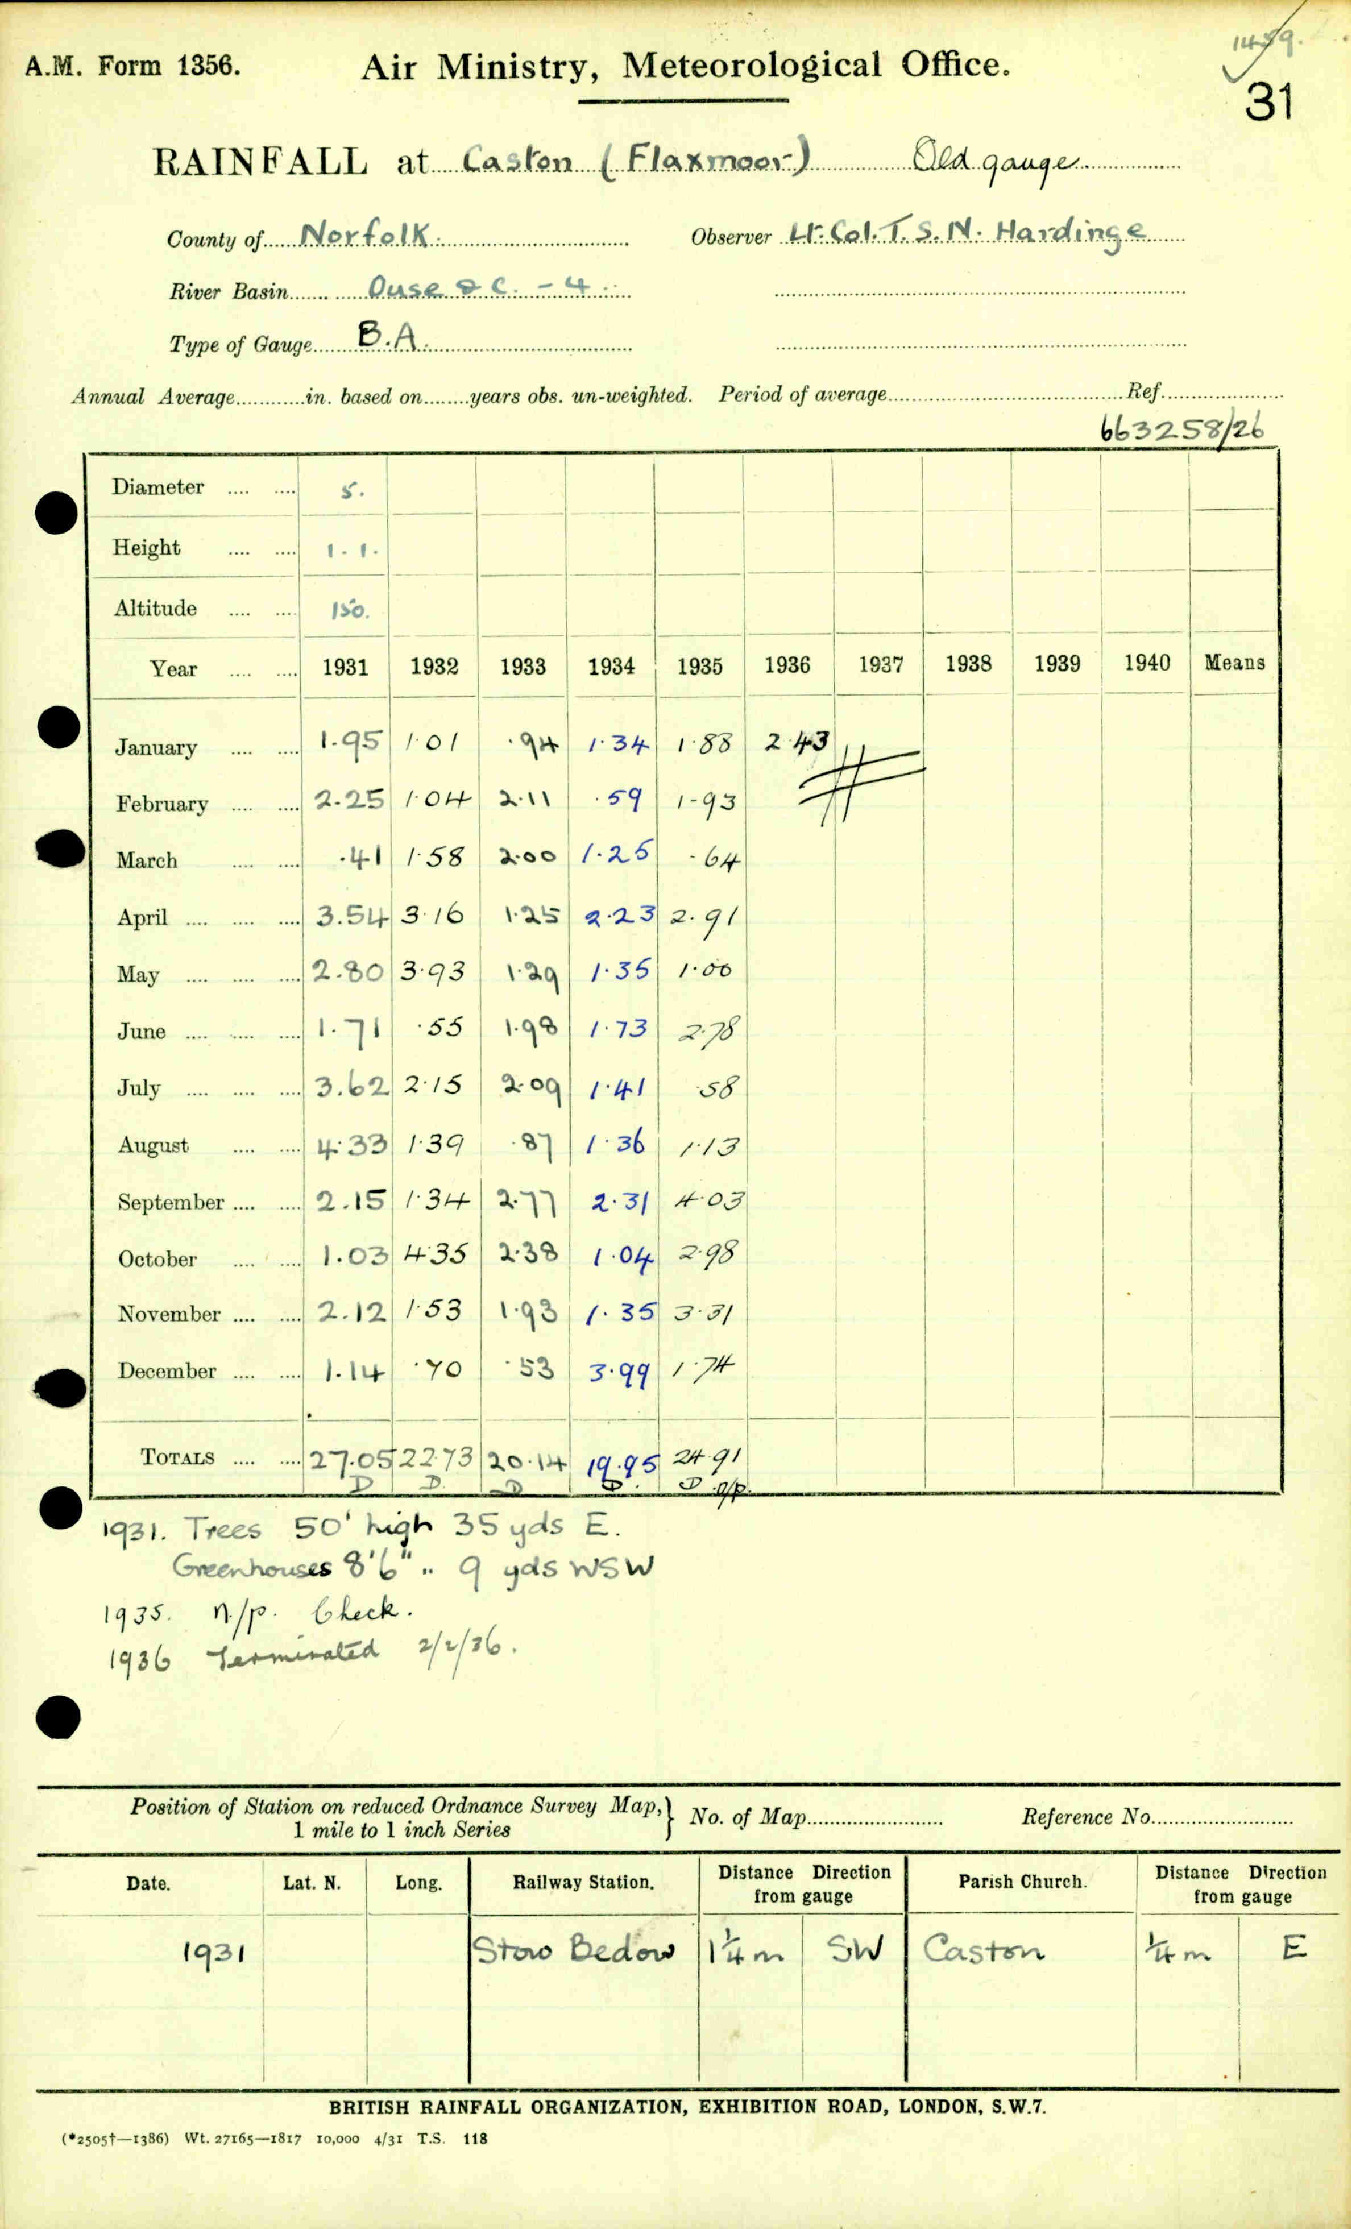 1459.
A.M. Form 1356. Air Ministry, Meteorological Office.
31
RAINFALL at Caston (Flaxmoor) Old gauge
County of Norfolk. Observer Lt. Col. T. S. N. Hardinge
River Basin Ouse &c. - 4.
Type of Gauge B.A.
Annual Average in. based on years obs. un-weighted. Period of average Ref.
663258/26
Diameter 5.
Height 1. 1.
Altitude 150.
Year 1931 1932 1933 1934 1935 1936 1937 1938 1939 1940 Means
January 1.95 1.01 .94 1.34 1.88 2.43
February 2.25 1.04 2.11 .59 1.93
March .41 1.58 2.00 1.25 .64
April 3.54 3.16 1.25 2.23 2.91
May 2.80 3.93 1.29 1.35 1.00
June 1.71 .55 1.98 1.73 2.78
July 3.62 2.15 2.09 1.41 .58
August 4.33 1.39 .87 1.36 1.13
September 2.15 1.34 2.77 2.31 4.03
October 1.03 4.35 2.38 1.04 2.98
November 2.12 1.53 1.93 1.35 3.31
December 1.14 .70 .53 3.99 1.74
TOTALS 27.05 22.73 20.14 19.95 24.91
D D. D D. D n/p.
1931. Trees 50' high 35 yds E.
Greenhouses 8'6" " 9 yds WSW
1935. n/p. Check.
1936 Terminated 2/2/36.
Position of Station on reduced Ordnance Survey Map, } No. of Map Reference No.
1 mile to 1 inch Series
Date. Lat. N. Long. Railway Station. Distance Direction from gauge Parish Church. Distance Direction from gauge
1931 Stow Bedow 1¼ m SW Caston ¼ m E
BRITISH RAINFALL ORGANIZATION, EXHIBITION ROAD, LONDON, S.W.7.
(*2505†—1386) Wt. 27165—1817 10,000 4/31 T.S. 118